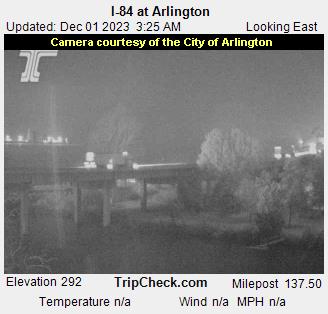 I-84 at Arlington
Updated: Dec 01 2023 3:25 AM Looking East
Camera courtesy of the City of Arlington
Elevation 292 TripCheck.com Milepost 137.50
Temperature n/a Wind n/a MPH n/a